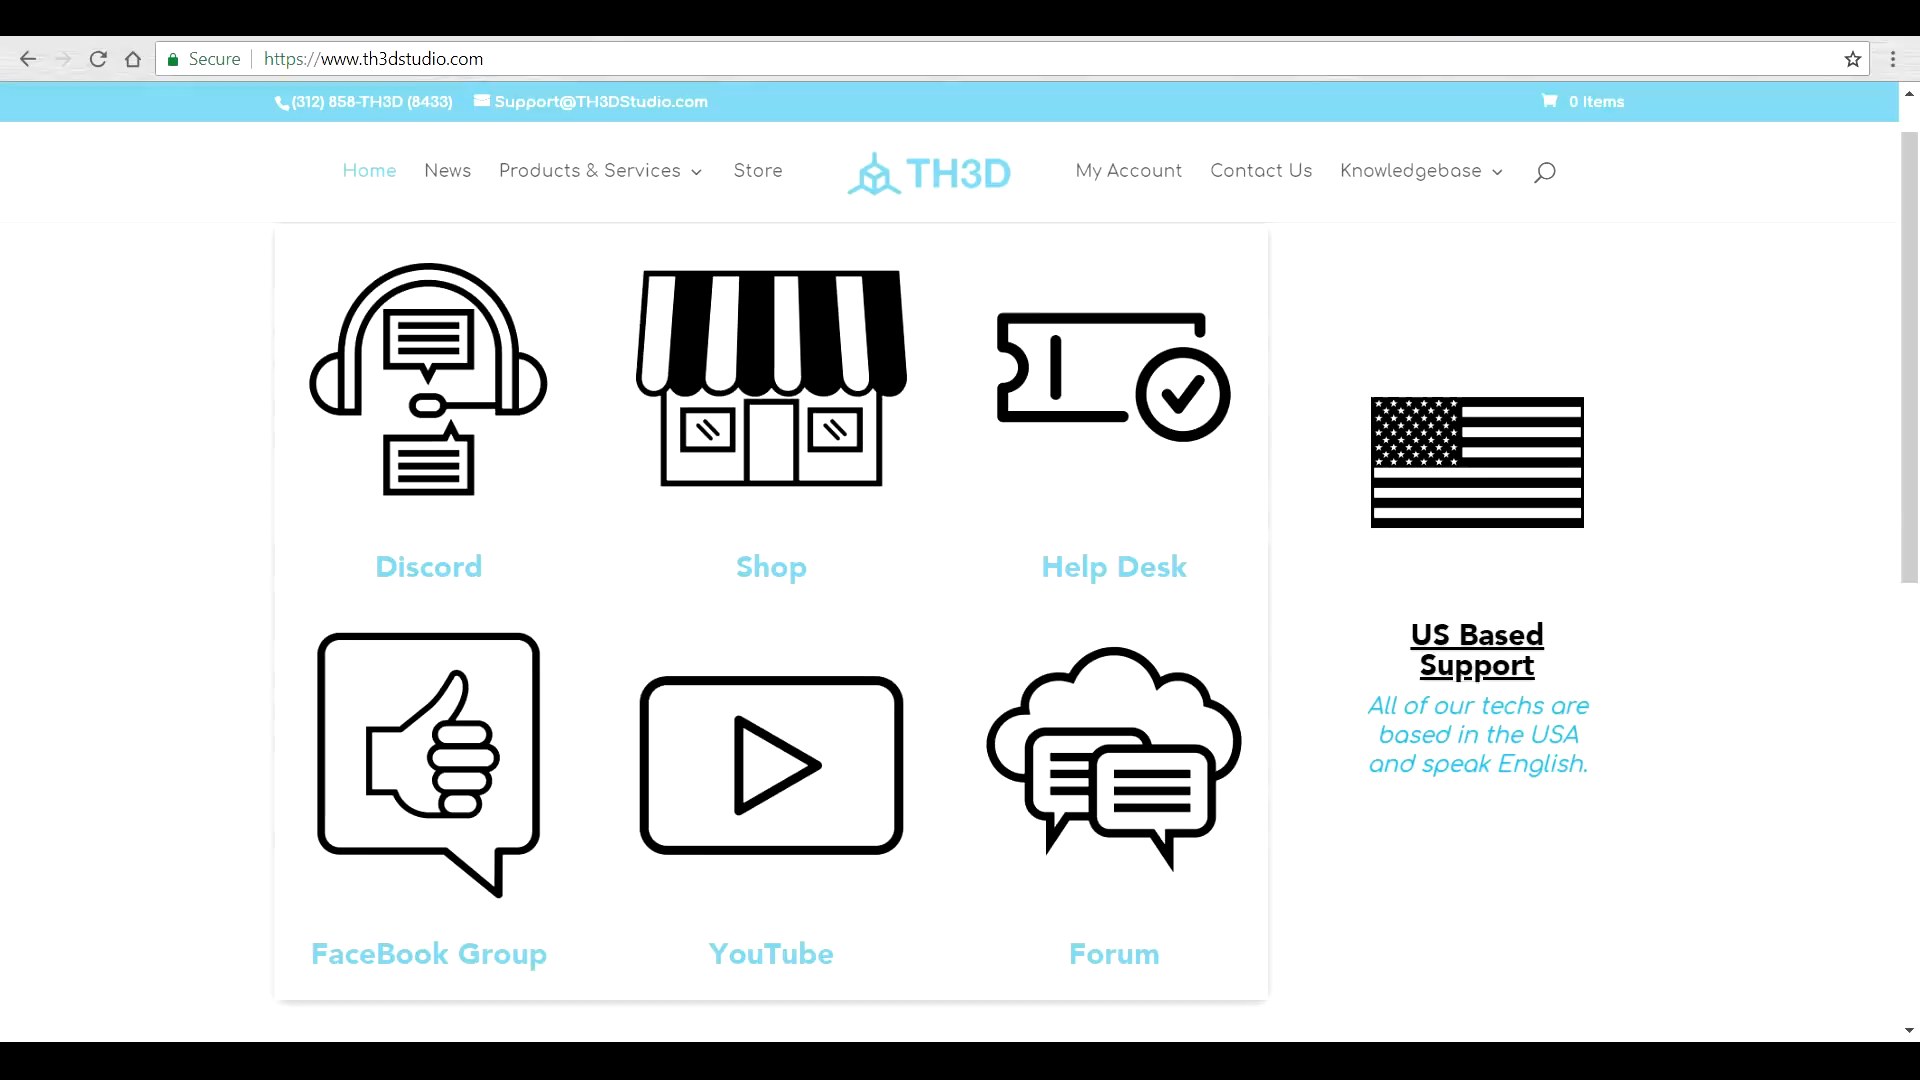 Secure https://www.th3dstudio.com
(312) 858-TH3D (8433) Support@TH3DStudio.com 0 Items
Home News Products & Services Store TH3D My Account Contact Us Knowledgebase
Discord Shop Help Desk
FaceBook Group YouTube Forum
US Based
Support
All of our techs are
based in the USA
and speak English.